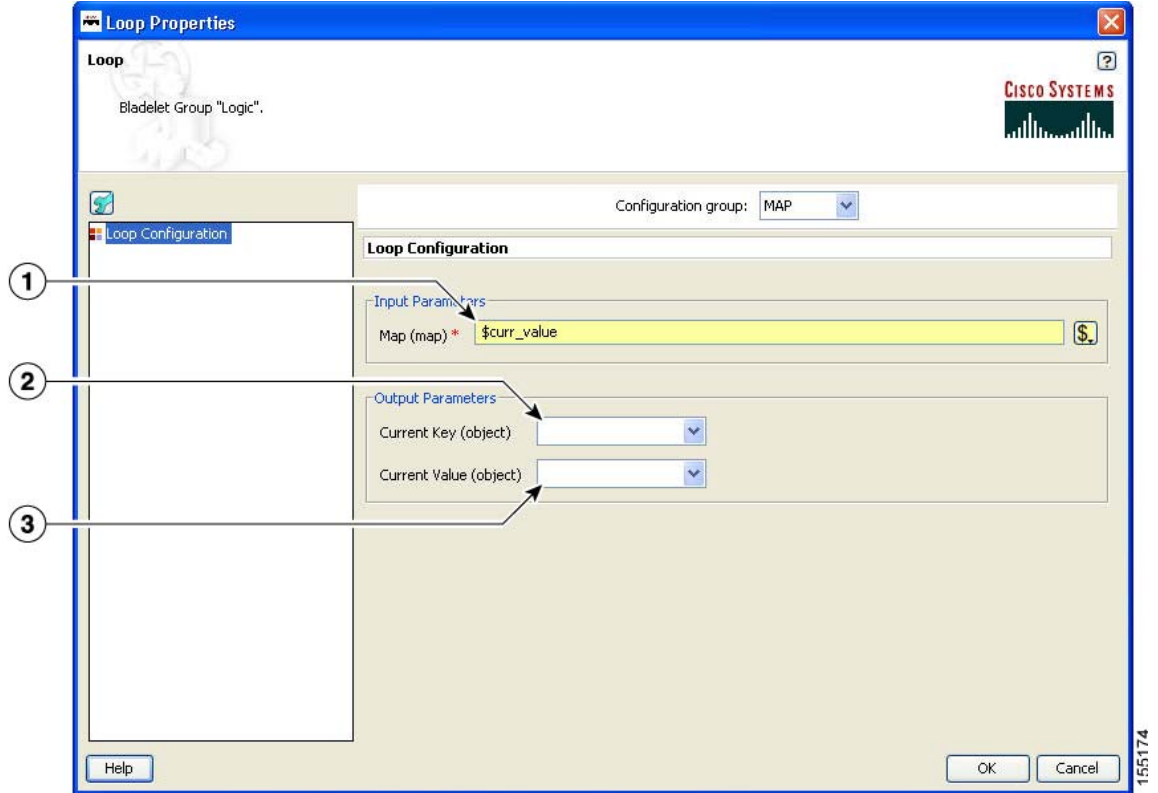 Loop Properties
Loop
?
Bladelet Group "Logic".
CISCO SYSTEMS
Configuration group: MAP
Loop Configuration
Loop Configuration
1
Input Parameters
Map (map) * $curr_value
$
2
Output Parameters
Current Key (object)
Current Value (object)
3
Help
OK
Cancel
155174